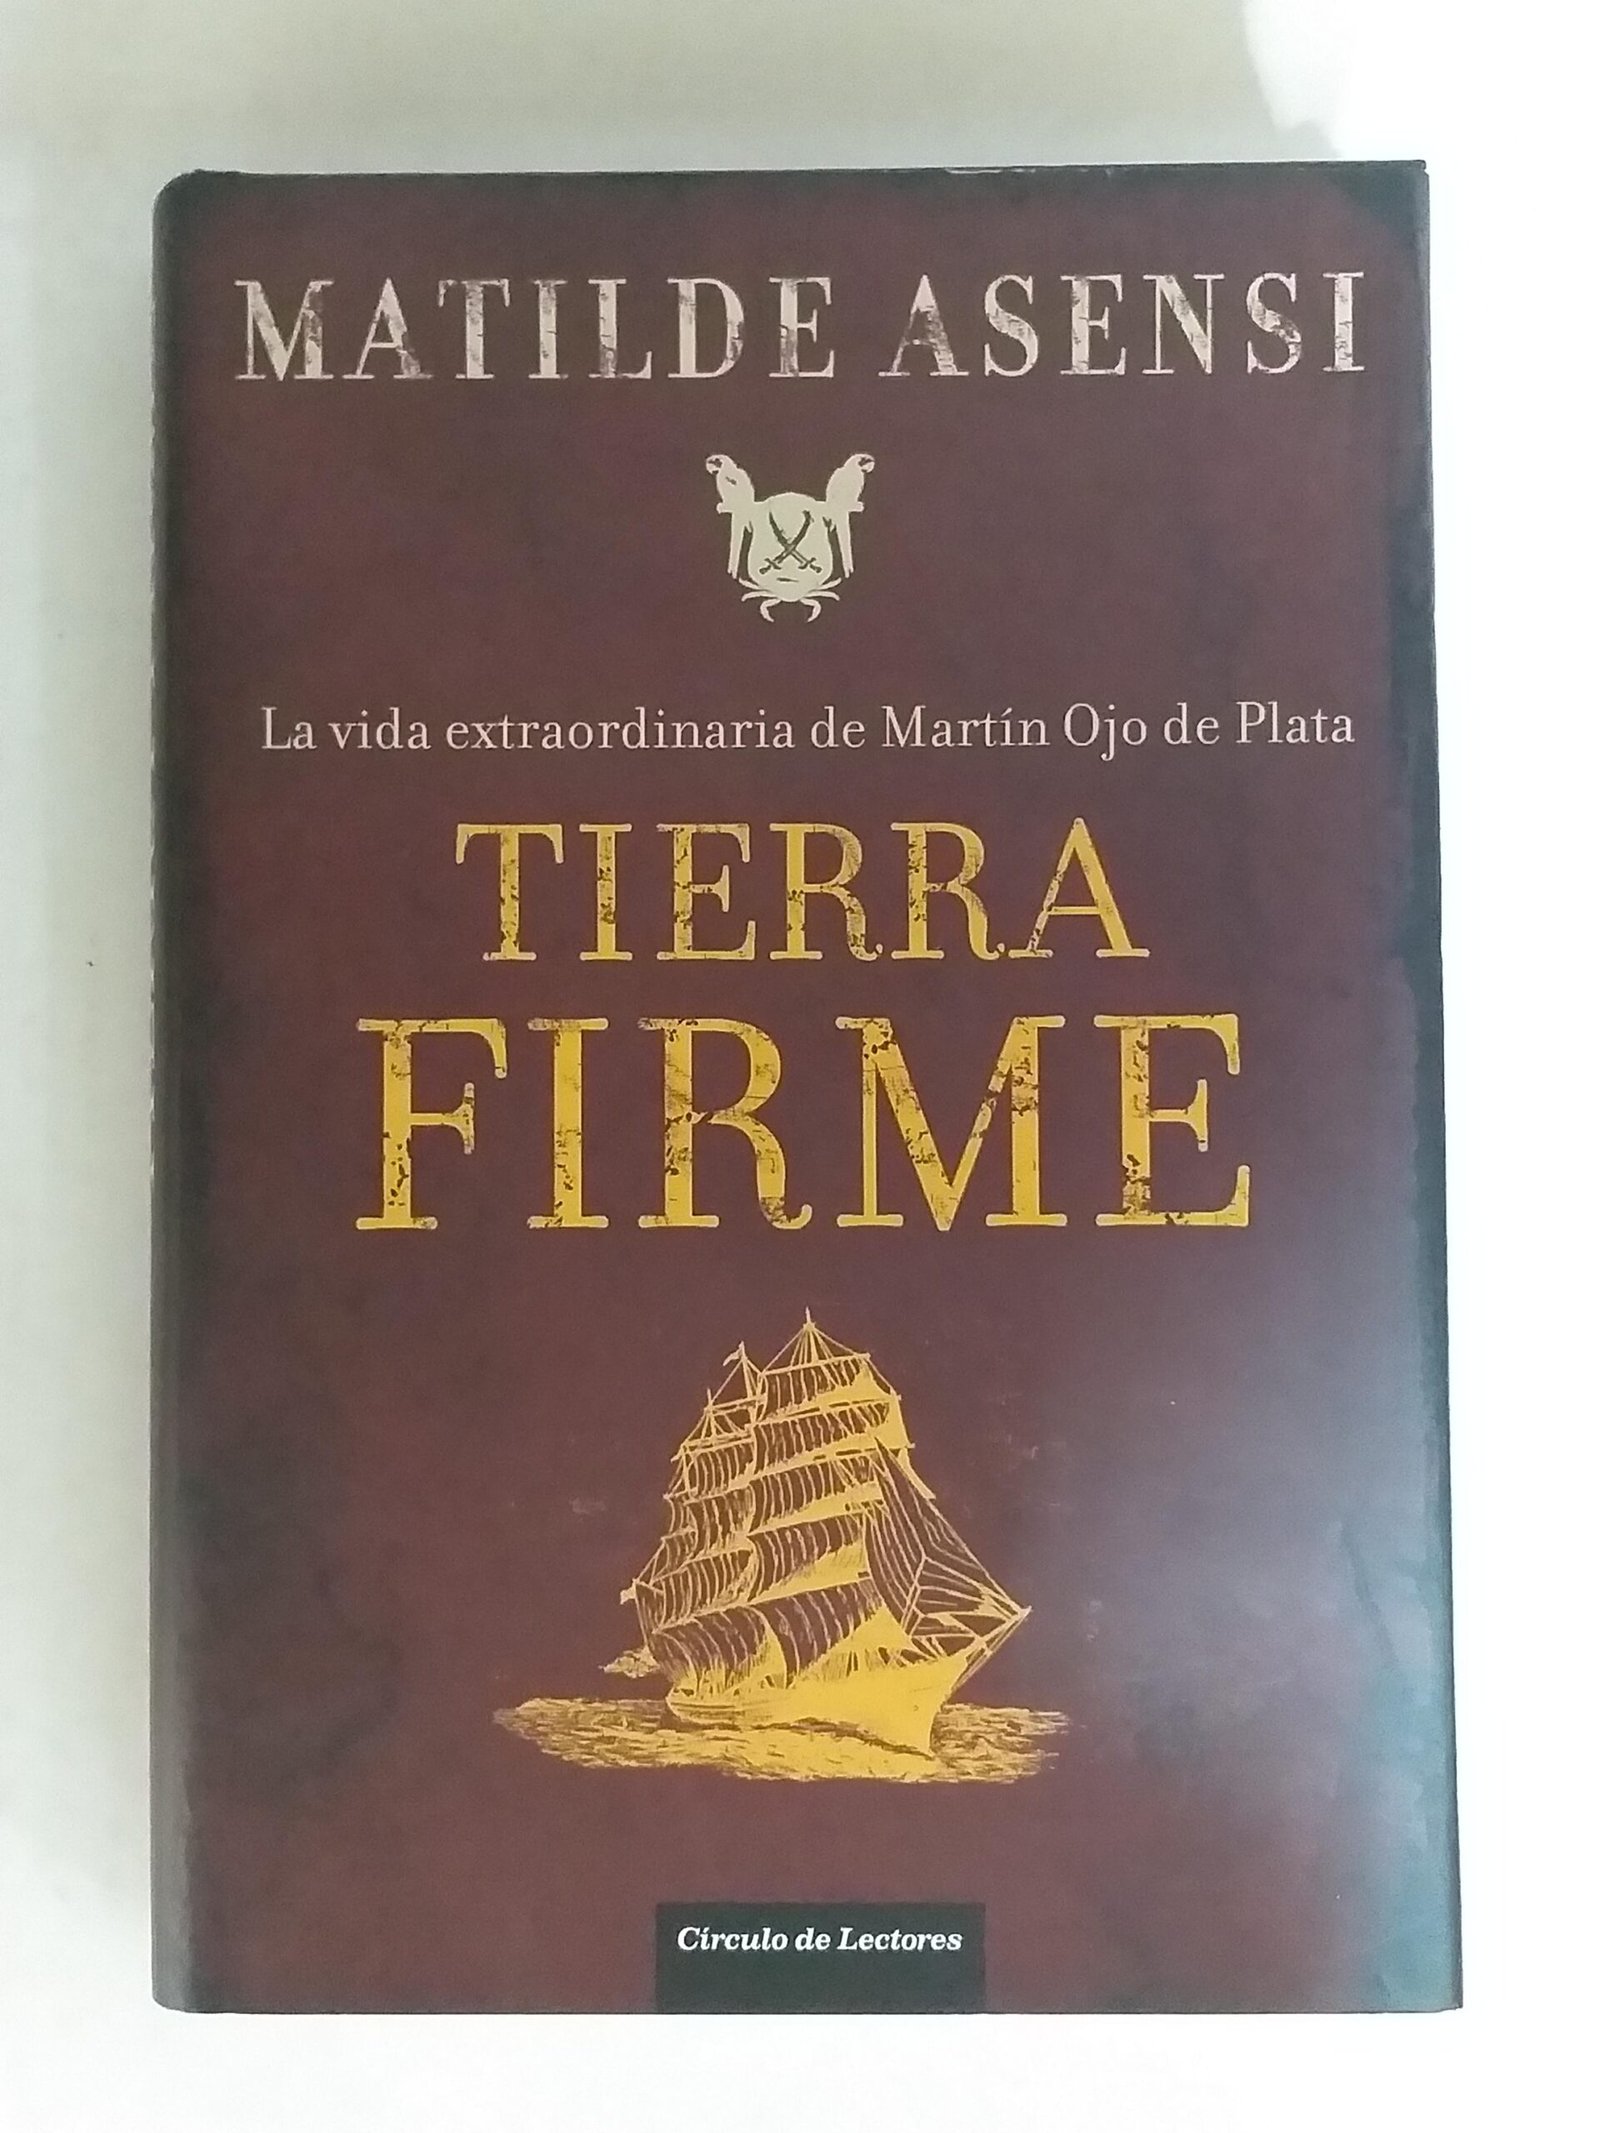 MATILDE ASENSI
La vida extraordinaria de Martín Ojo de Plata
TIERRA
FIRME
Círculo de Lectores